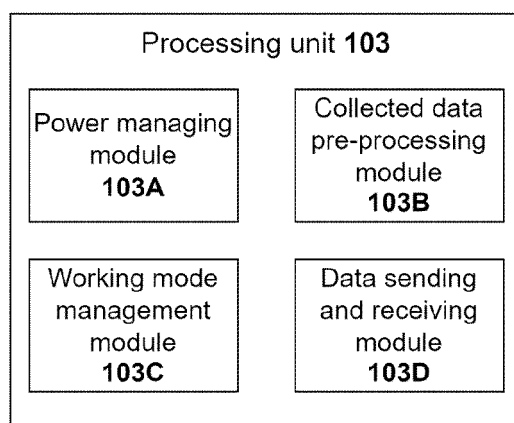 Processing unit 103
Power managing
module
103A
Collected data
pre-processing
module
103B
Working mode
management
module
103C
Data sending
and receiving
module
103D